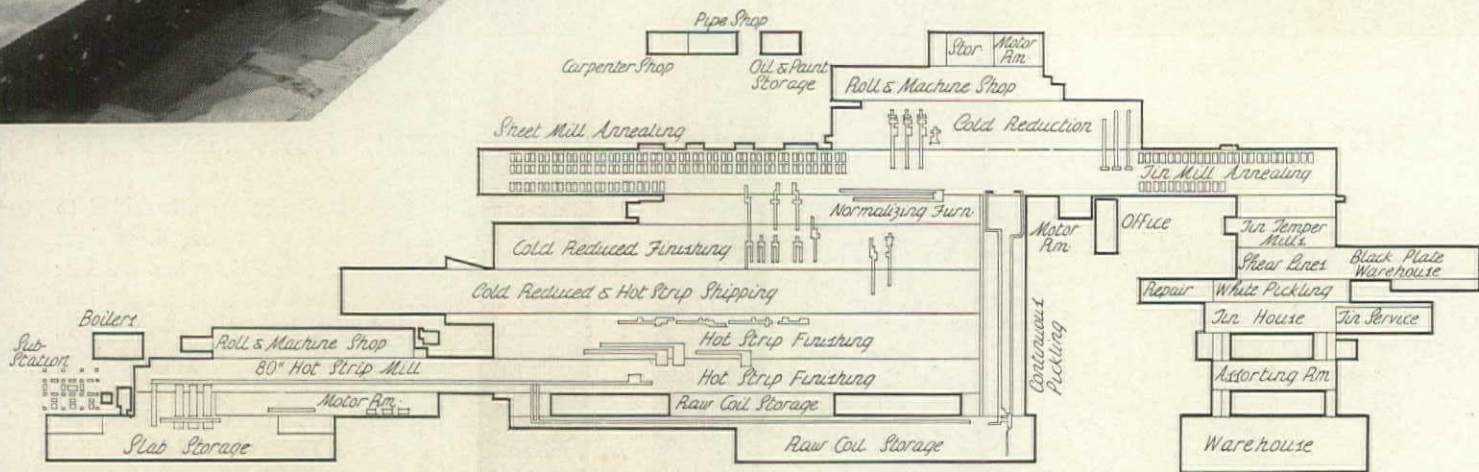 Pipe Shop
Carpenter Shop
Oil & Paint
Storage
Stor
Motor
Rm.
Roll & Machine Shop
Sheet Mill Annealing
Cold Reduction
Tin Mill Annealing
Normalizing Furn.
Motor
Rm
Office
Cold Reduced Finishing
Tin Temper
Mills
Shear Lines
Black Plate
Warehouse
Cold Reduced & Hot Strip Shipping
Repair
White Pickling
Continuous
Pickling
Tin House
Tin Service
Boilers
Sub
Station
Roll & Machine Shop
Hot Strip Finishing
80" Hot Strip Mill
Hot Strip Finishing
Assorting Rm
Motor Rm.
Raw Coil Storage
Slab Storage
Raw Coil Storage
Warehouse